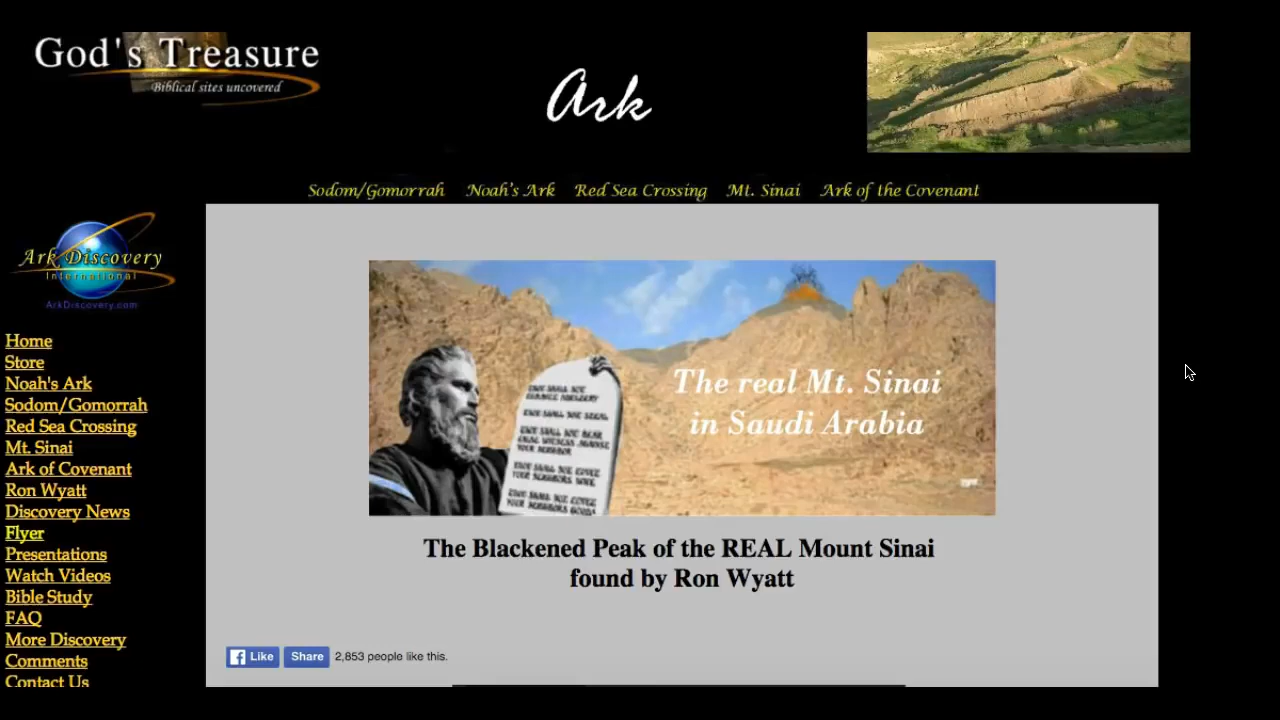 God's Treasure
Biblical sites uncovered
Ark
Sodom/Gomorrah Noah's Ark Red Sea Crossing Mt. Sinai Ark of the Covenant
Ark Discovery
International
ArkDiscovery.com
Home
Store
Noah's Ark
Sodom/Gomorrah
Red Sea Crossing
Mt. Sinai
Ark of Covenant
Ron Wyatt
Discovery News
Flyer
Presentations
Watch Videos
Bible Study
FAQ
More Discovery
Comments
Contact Us
The real Mt. Sinai
in Saudi Arabia
The Blackened Peak of the REAL Mount Sinai
found by Ron Wyatt
Like Share 2,853 people like this.